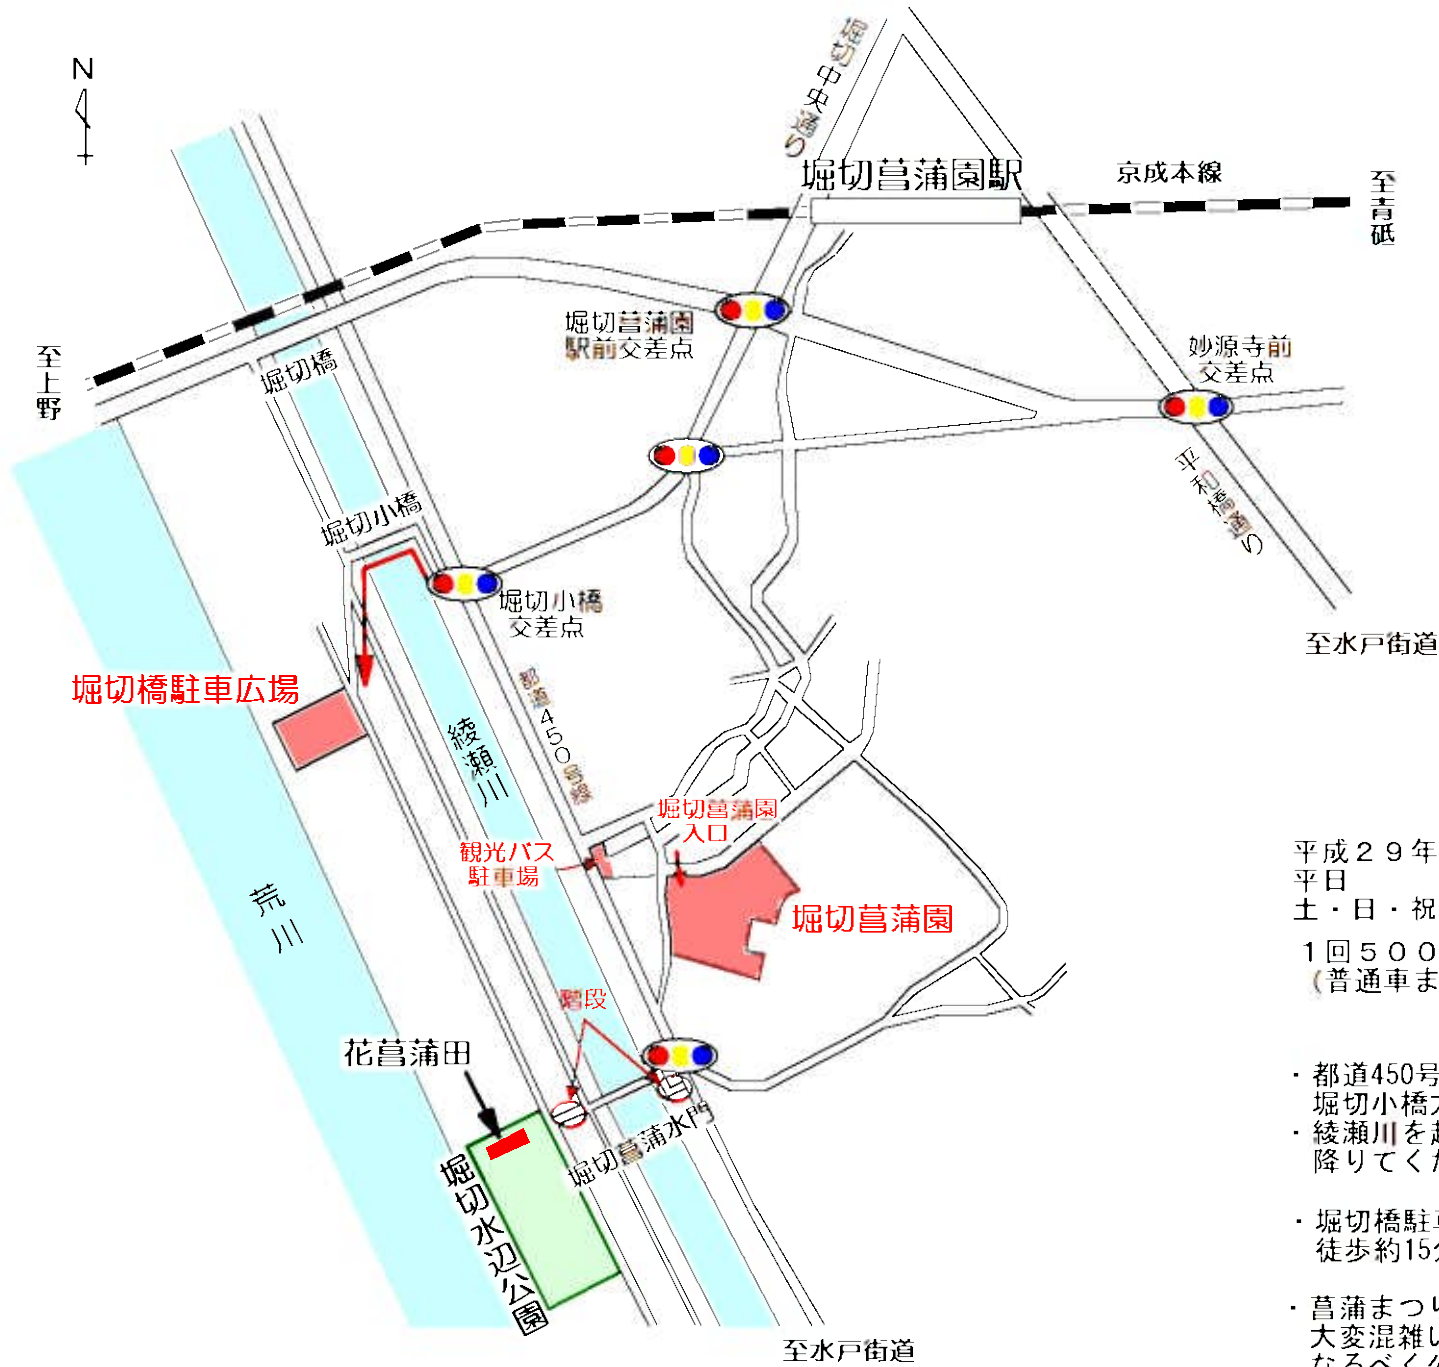 N
堀切中央通り
堀切菖蒲園駅
京成本線
至青砥
堀切菖蒲園
駅前交差点
妙源寺前
交差点
至上野
堀切橋
平和橋通り
堀切小橋
堀切小橋
交差点
至水戸街道
堀切橋駐車広場
都道450号線
綾瀬川
堀切菖蒲園
入口
観光バス
駐車場
堀切菖蒲園
荒川
階段
花菖蒲田
堀切菖蒲水門
堀切水辺公園
至水戸街道
平成29年
平日
土・日・祝
1回500
(普通車ま
・都道450号
堀切小橋
・綾瀬川を
降りてく
・堀切橋駐
徒歩約15
・菖蒲まつ
大変混雑
なるべく